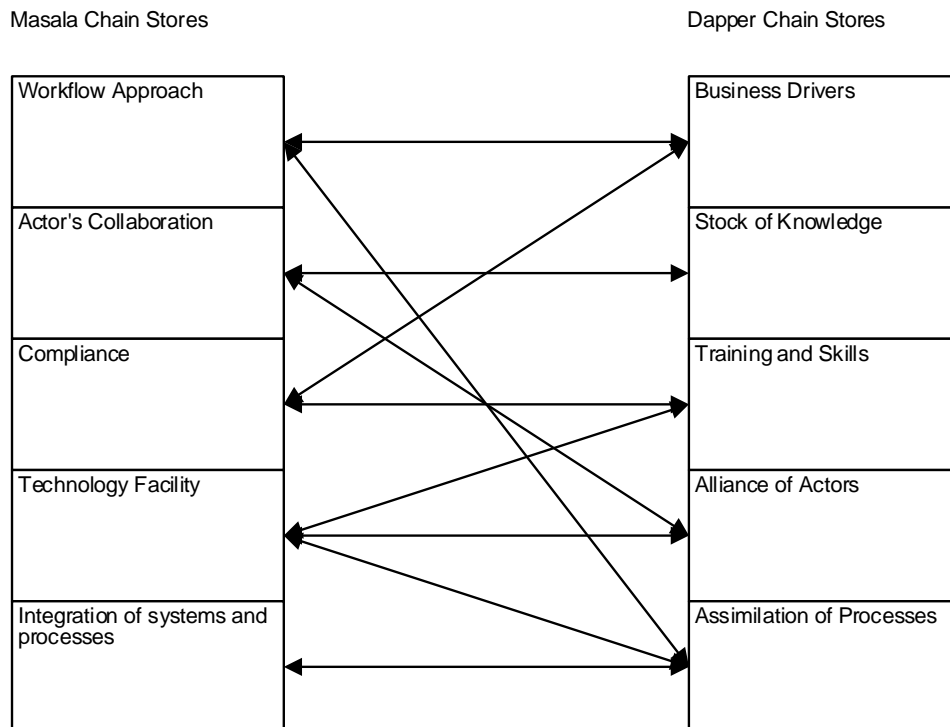 Masala Chain Stores
Dapper Chain Stores
Workflow Approach
Business Drivers
Actor's Collaboration
Stock of Knowledge
Compliance
Training and Skills
Technology Facility
Alliance of Actors
Integration of systems and
processes
Assimilation of Processes